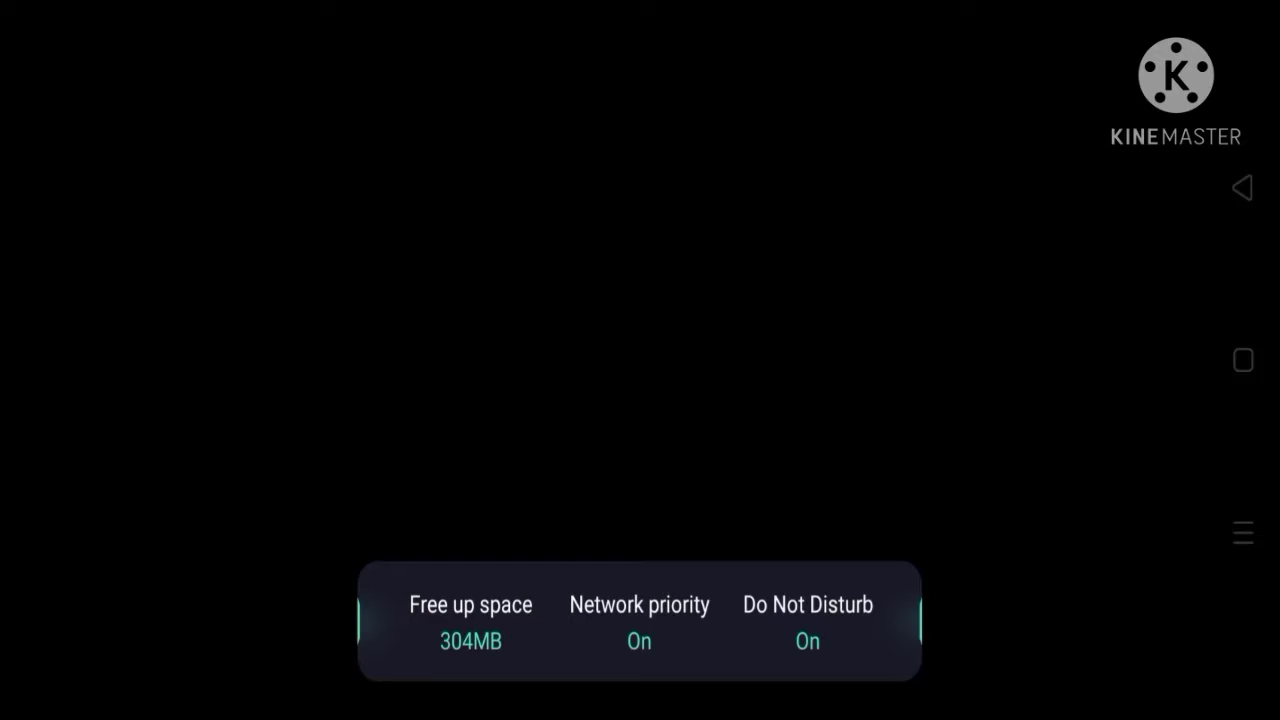 K
KINEMASTER
Free up space Network priority Do Not Disturb
304MB On On